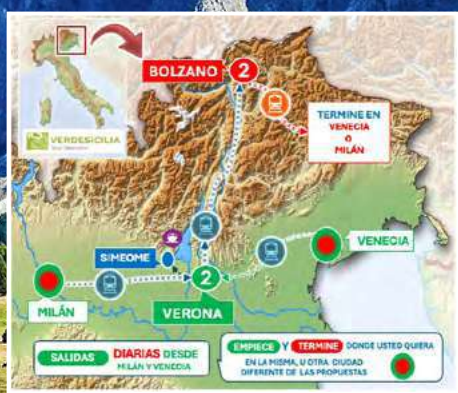 BOLZANO 2
VERDESICILIA
TERMINE EN
VENECIA
O
MILÁN
SIMEOME
VENECIA
MILÁN
2
VERONA
SALIDAS DIARIAS DESDE
MILÁN Y VENECIA
EMPIECE Y TERMINE DONDE USTED QUIERA
EN LA MISMA, U OTRA CIUDAD
DIFERENTE DE LAS PROPUESTAS